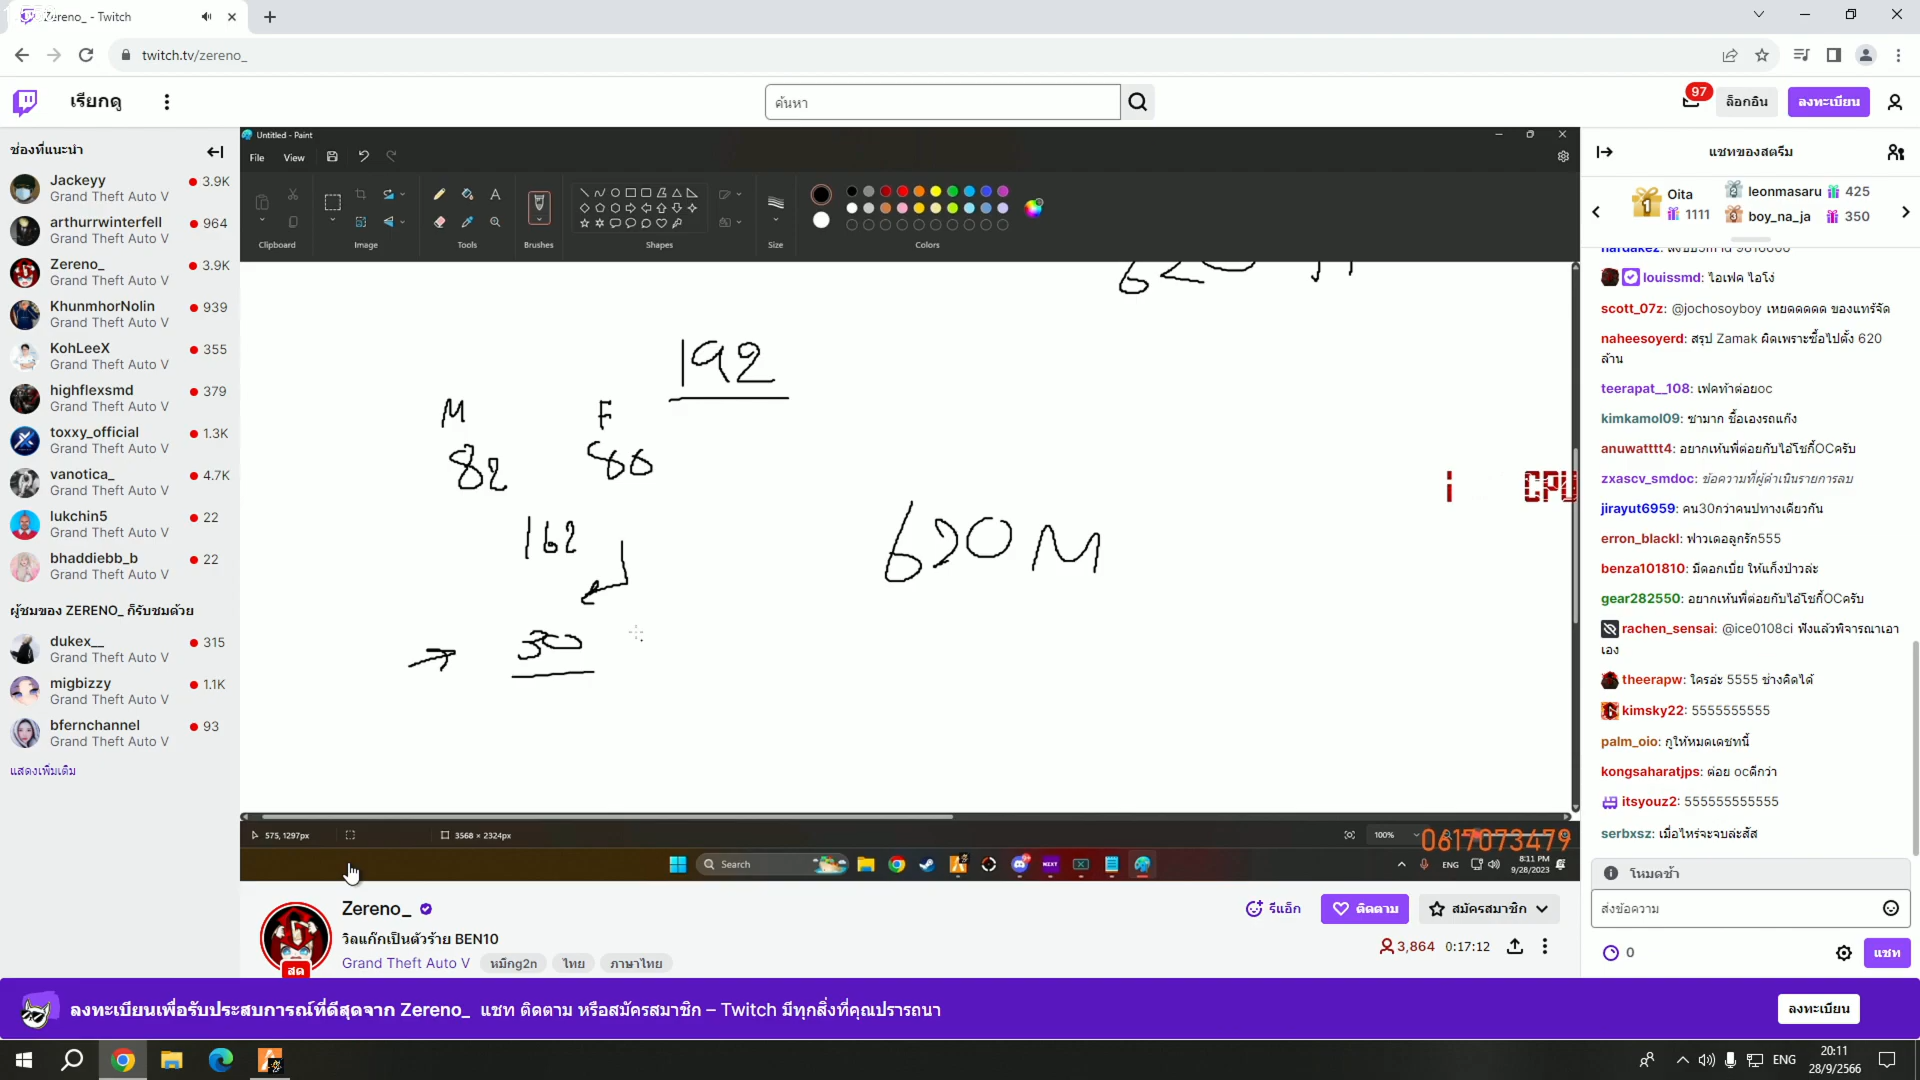 Zereno_ - Twitch
twitch.tv/zereno_
เรียกดู
ค้นหา
97
ล็อกอิน
ลงทะเบียน
ช่องที่แนะนำ
Jackeyy
3.9K
Grand Theft Auto V
arthurrwinterfell
964
Grand Theft Auto V
Zereno_
3.9K
Grand Theft Auto V
KhunmhorNolin
939
Grand Theft Auto V
KohLeeX
355
Grand Theft Auto V
highflexsmd
379
Grand Theft Auto V
toxxy_official
1.3K
Grand Theft Auto V
vanotica_
4.7K
Grand Theft Auto V
lukchin5
22
Grand Theft Auto V
bhaddiebb_b
22
Grand Theft Auto V
ผู้ชมของ ZERENO_ ก็รับชมด้วย
dukex__
315
Grand Theft Auto V
migbizzy
1.1K
Grand Theft Auto V
bfernchannel
93
Grand Theft Auto V
แสดงเพิ่มเติม
Untitled - Paint
File View
Clipboard Image Tools Brushes Shapes Size Colors
620 M
192
M F
82 80
162
620 M
30
CPU
575, 1297px
3568 × 2324px
100%
0617073479
Search
NEXT
ENG
8:11 PM
9/28/2023
Zereno_
วิลแก๊กเป็นตัวร้าย BEN10
Grand Theft Auto V หมึกg2n ไทย ภาษาไทย
สด
รีแอ็ก
ติดตาม
สมัครสมาชิก
3,864 0:17:12
แชทของสตรีม
1 Oita 1111
2 leonmasaru 425
3 boy_na_ja 350
louissmd: ไอเฟค ไอโง่
scott_07z: @jochosoyboy เหยดดดดด ของแทร่จัด
naheesoyerd: สรุป Zamak ผิดเพราะซื้อไปตั้ง 620
ล้าน
teerapat__108: เฟคทำต่อยoc
kimkamol09: ซามาก ซื้อเองรถแก๊ง
anuwatttt4: อยากเห็นพี่ต่อยกับไอ้โชกี้OCครับ
zxascv_smdoc: ข้อความที่ผู้ดำเนินรายการลบ
jirayut6959: คน30กว่าคนปทางเดียวกัน
erron_blackl: ฟาวเดอลูกรัก555
benza101810: มีดอกเบี่ย ให้แก็งป่าวล่ะ
gear282550: อยากเห็นพี่ต่อยกับไอ้โชกี้OCครับ
rachen_sensai: @ice0108ci ฟังแล้วพิจารณาเอา
เอง
theerapw: ใครอ่ะ 5555 ช่างคิดได้
kimsky22: 5555555555
palm_oio: กูให้หมดเดชทนี้
kongsaharatjps: ต่อย ocดีกว่า
itsyouz2: 555555555555
serbxsz: เมื่อไหร่จะจบล่ะสัส
โหมดช้า
ส่งข้อความ
0
แชท
ลงทะเบียนเพื่อรับประสบการณ์ที่ดีสุดจาก Zereno_ แชท ติดตาม หรือสมัครสมาชิก – Twitch มีทุกสิ่งที่คุณปรารถนา
ลงทะเบียน
ENG
20:11
28/9/2566